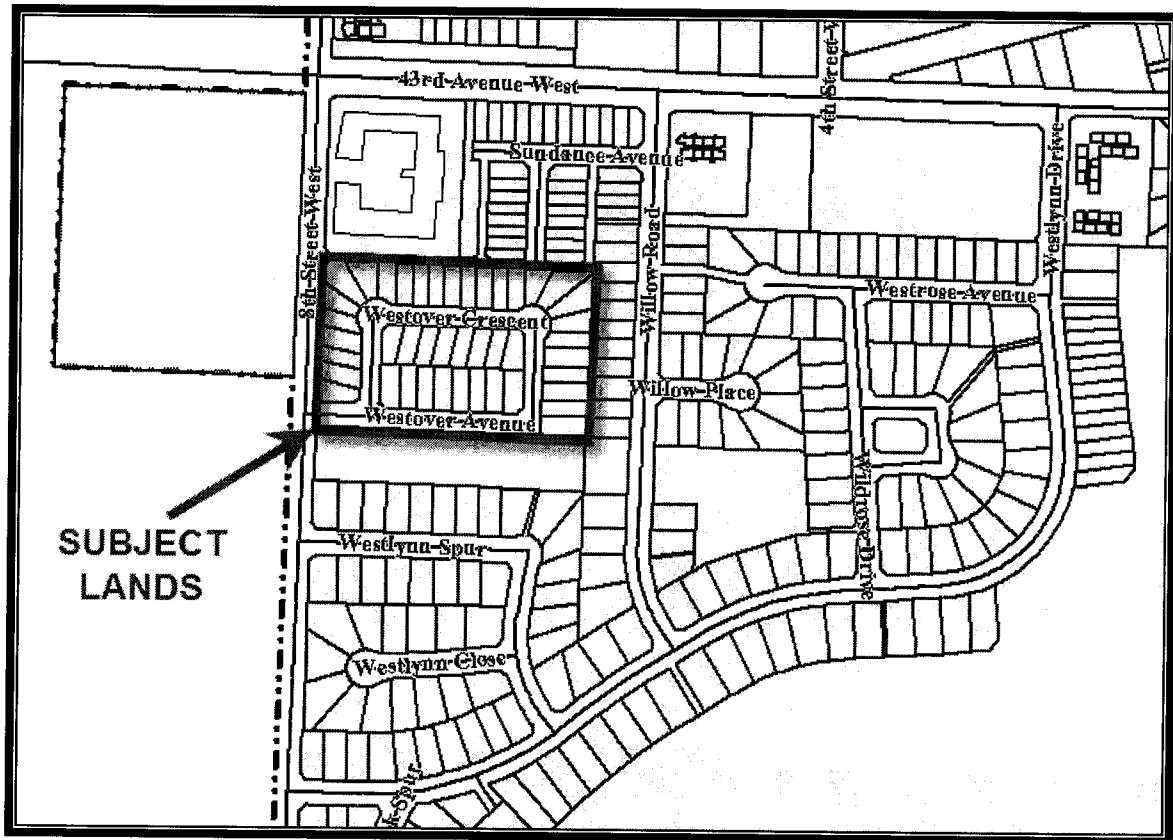 4th Street W
43rd Avenue West
Sundance Avenue
8th Street West
Willow Road
Westlynn Drive
Westover Crescent
Westrose Avenue
Willow Place
Westover Avenue
Wildrose Drive
SUBJECT
LANDS
Westlynn Spur
Westlynn Close
Spur